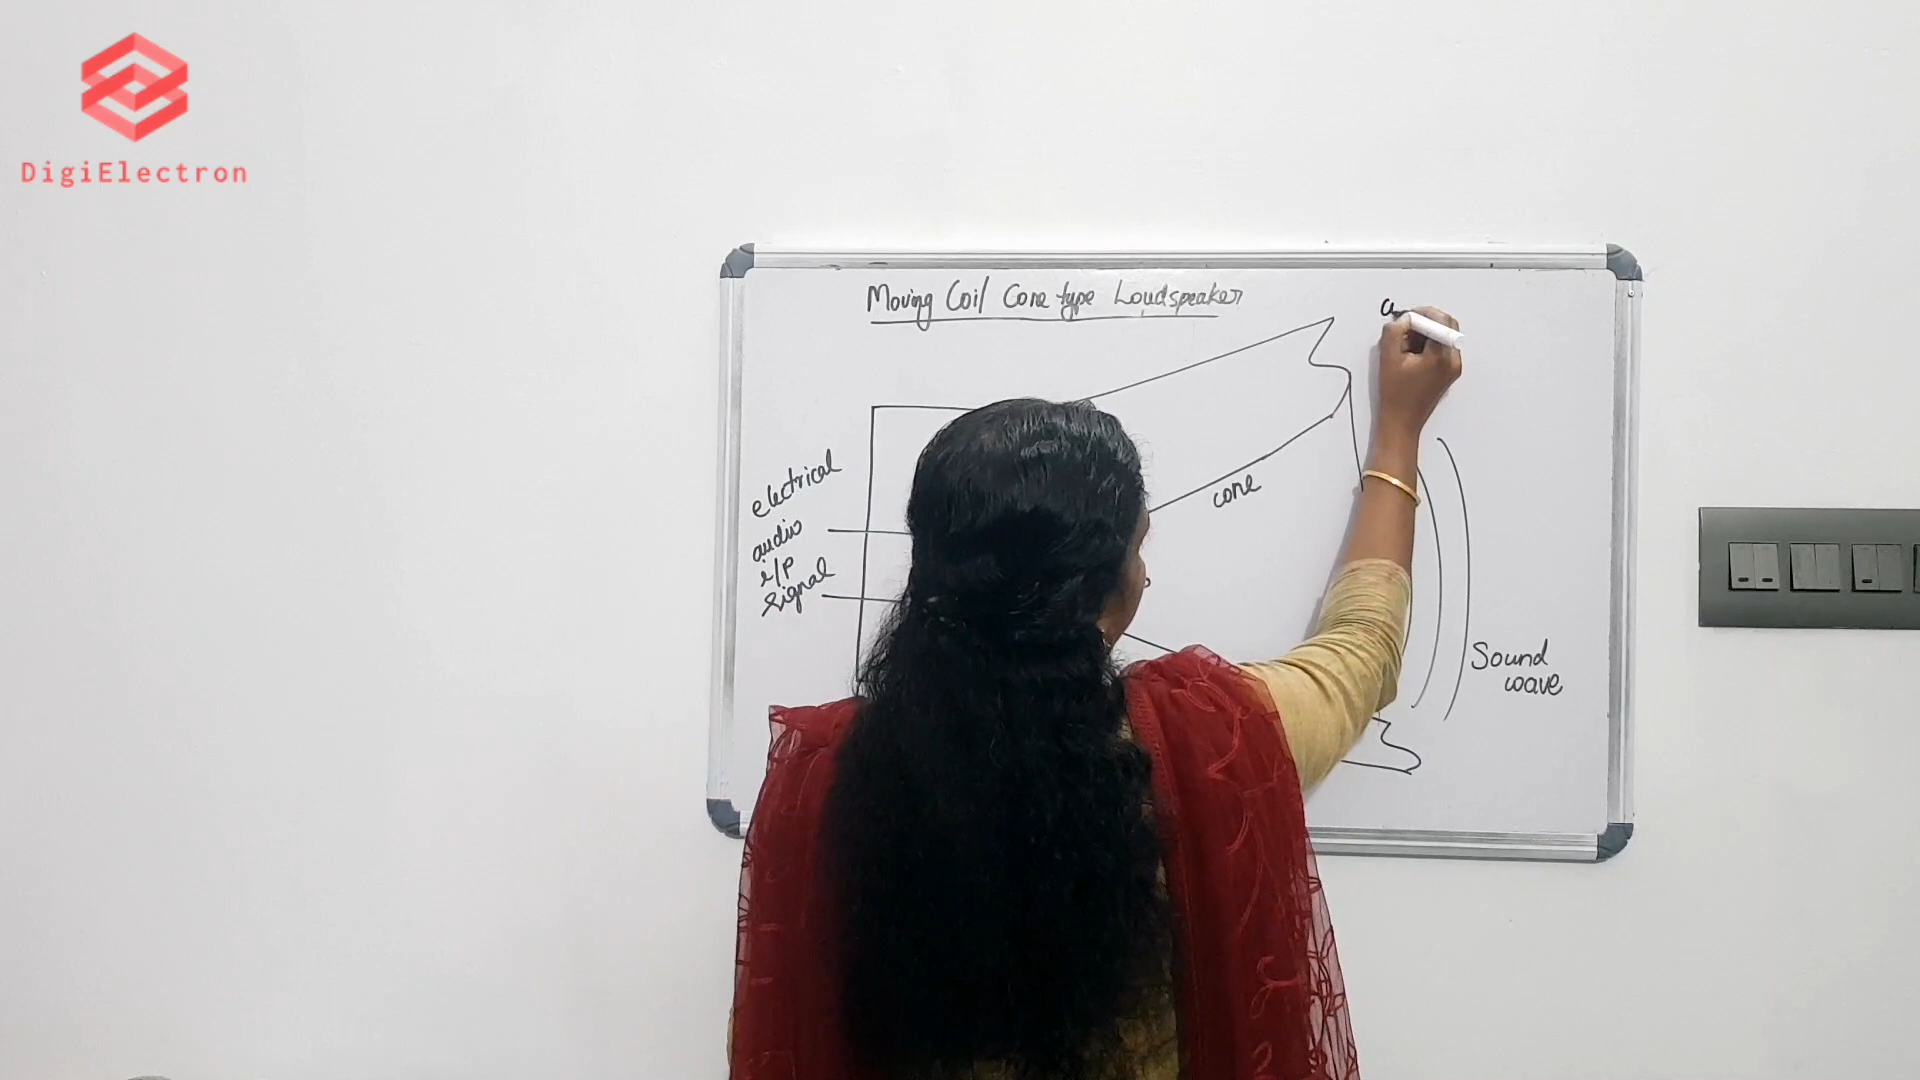 DigiElectron
Moving Coil Cone type Loudspeaker
electrical
audio
i/p
signal
cone
Sound
wave